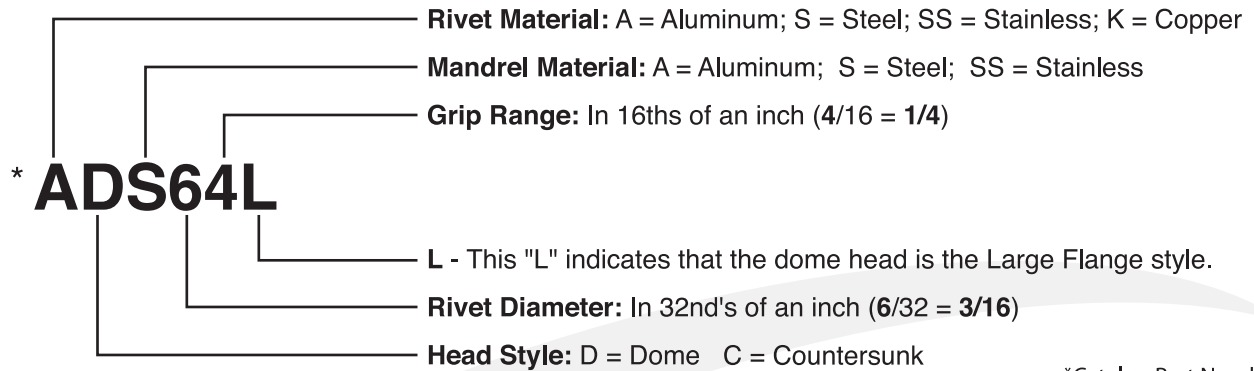 Rivet Material: A = Aluminum; S = Steel; SS = Stainless; K = Copper
Mandrel Material: A = Aluminum; S = Steel; SS = Stainless
Grip Range: In 16ths of an inch (4/16 = 1/4)
* ADS64L
L - This "L" indicates that the dome head is the Large Flange style.
Rivet Diameter: In 32nd's of an inch (6/32 = 3/16)
Head Style: D = Dome C = Countersunk